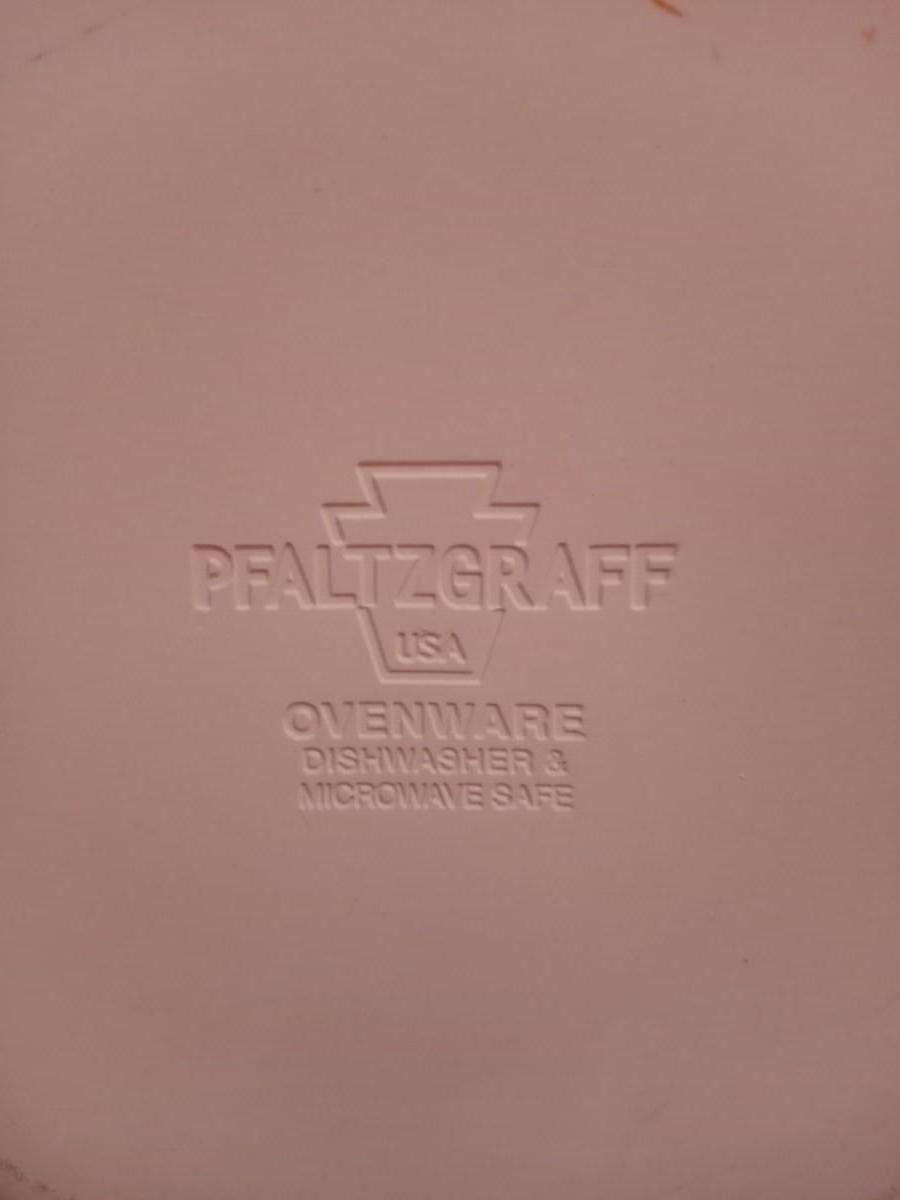 PFALTZGRAFF
USA
OVENWARE
DISHWASHER &
MICROWAVE SAFE